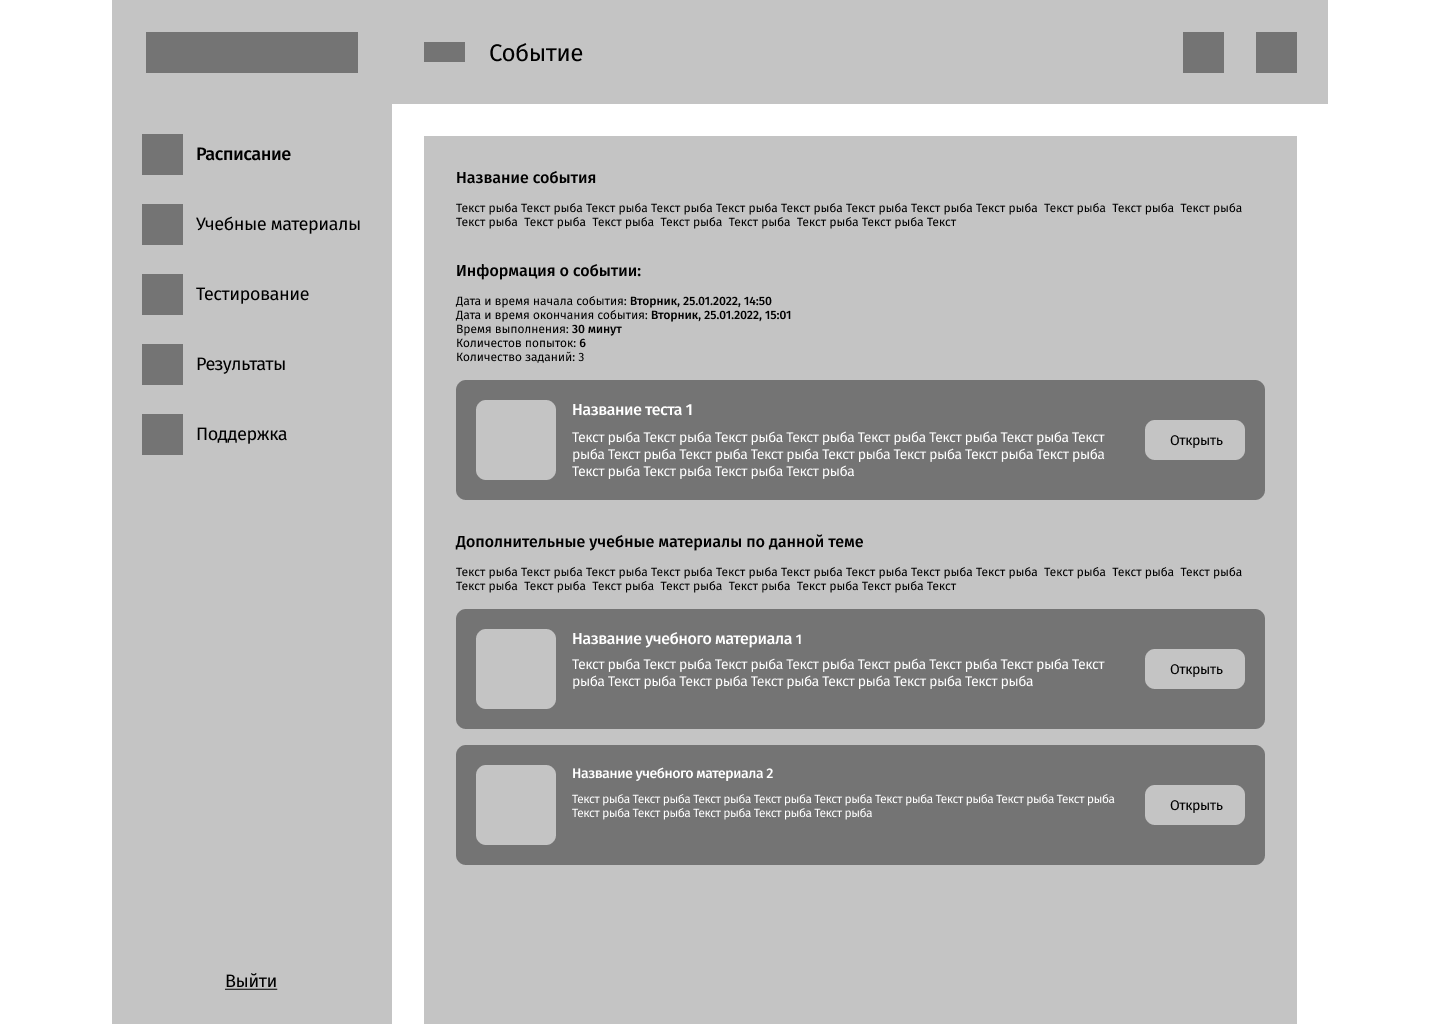 Событие
Расписание
Учебные материалы
Тестирование
Результаты
Поддержка
Выйти
Название события
Текст рыба Текст рыба Текст рыба Текст рыба Текст рыба Текст рыба Текст рыба Текст рыба Текст рыба  Текст рыба  Текст рыба  Текст рыба
Текст рыба  Текст рыба  Текст рыба  Текст рыба  Текст рыба  Текст рыба Текст рыба Текст
Информация о событии:
Дата и время начала события: Вторник, 25.01.2022, 14:50
Дата и время окончания события: Вторник, 25.01.2022, 15:01
Время выполнения: 30 минут
Количестов попыток: 6
Количество заданий: 3
Название теста 1
Текст рыба Текст рыба Текст рыба Текст рыба Текст рыба Текст рыба Текст рыба Текст
рыба Текст рыба Текст рыба Текст рыба Текст рыба Текст рыба Текст рыба Текст рыба
Текст рыба Текст рыба Текст рыба Текст рыба
Открыть
Дополнительные учебные материалы по данной теме
Текст рыба Текст рыба Текст рыба Текст рыба Текст рыба Текст рыба Текст рыба Текст рыба Текст рыба  Текст рыба  Текст рыба  Текст рыба
Текст рыба  Текст рыба  Текст рыба  Текст рыба  Текст рыба  Текст рыба Текст рыба Текст
Название учебного материала 1
Текст рыба Текст рыба Текст рыба Текст рыба Текст рыба Текст рыба Текст рыба Текст
рыба Текст рыба Текст рыба Текст рыба Текст рыба Текст рыба Текст рыба
Открыть
Название учебного материала 2
Текст рыба Текст рыба Текст рыба Текст рыба Текст рыба Текст рыба Текст рыба Текст рыба Текст рыба
Текст рыба Текст рыба Текст рыба Текст рыба Текст рыба
Открыть